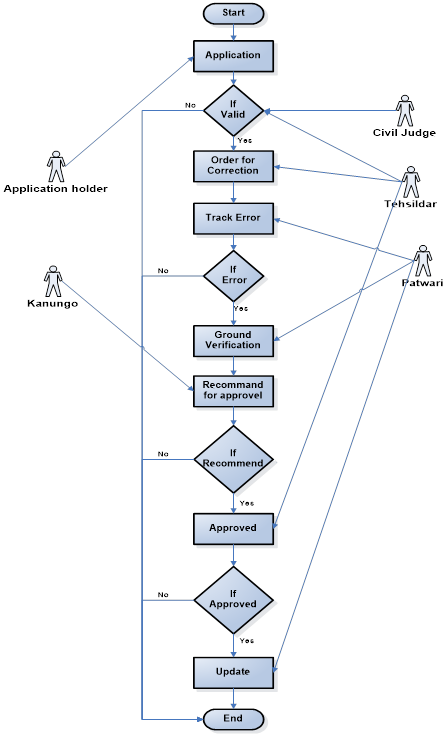 Start
Application
If
Valid
No
Yes
Civil Judge
Application holder
Order for
Correction
Tehsildar
Track Error
If
Error
No
Yes
Patwari
Kanungo
Ground
Verification
Recommand
for approvel
If
Recommend
No
Yes
Approved
If
Approved
No
Yes
Update
End